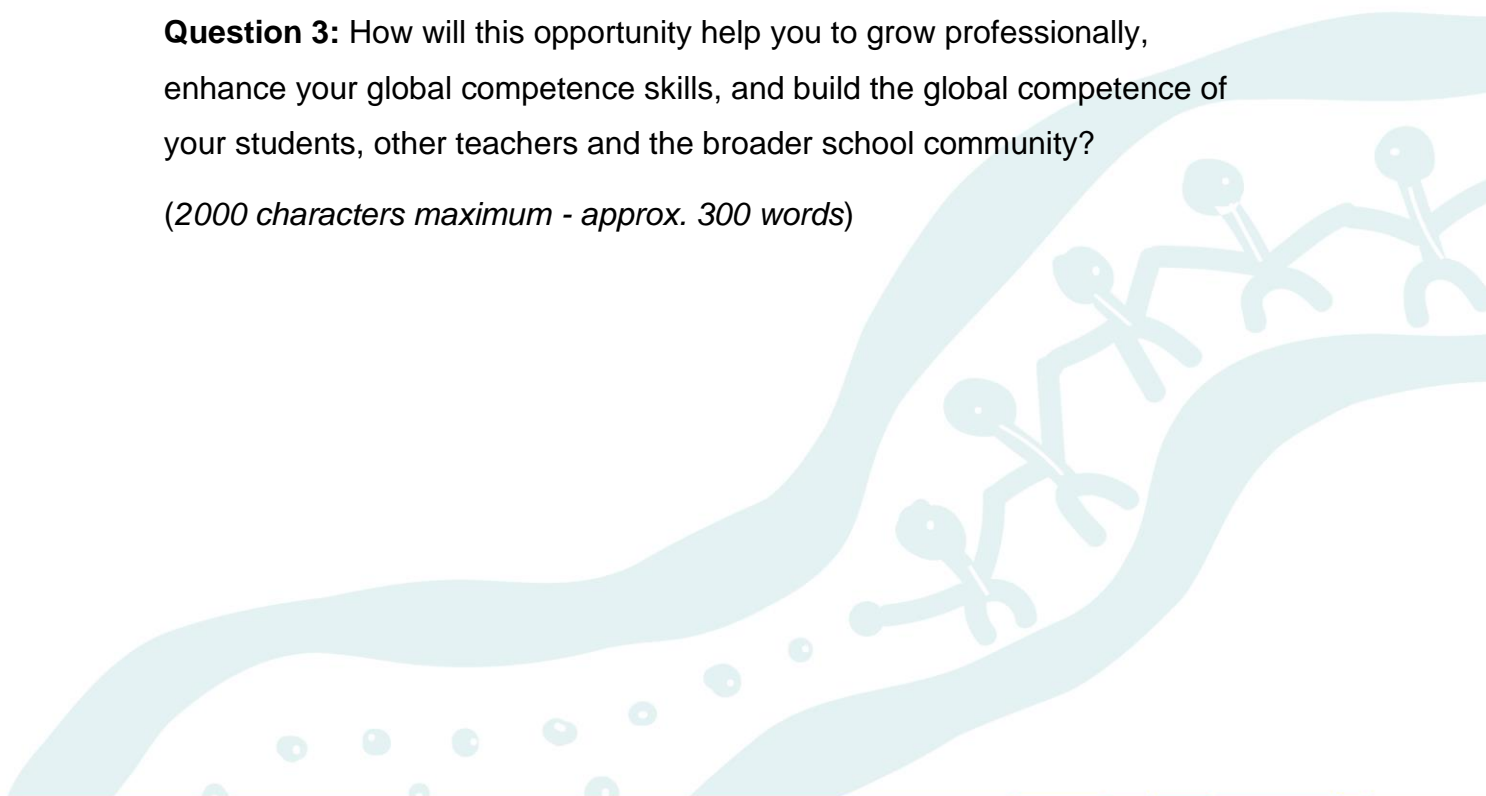 Question 3: How will this opportunity help you to grow professionally,
enhance your global competence skills, and build the global competence of
your students, other teachers and the broader school community?
(2000 characters maximum - approx. 300 words)